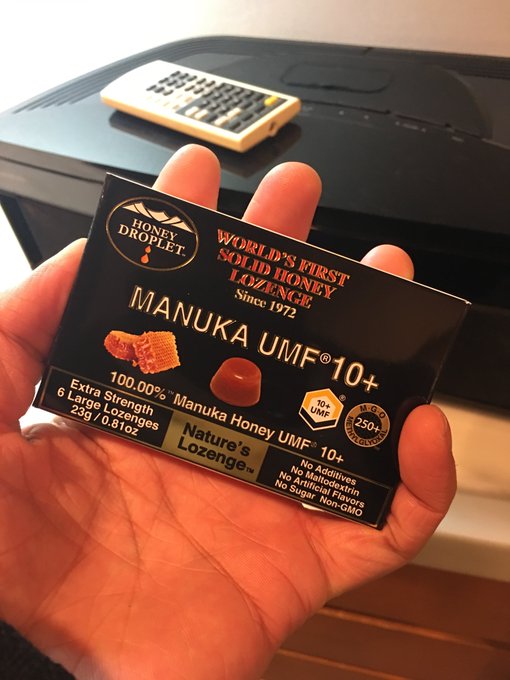 HONEY
DROPLET
WORLD'S FIRST
SOLID HONEY
LOZENGE
Since 1972
MANUKA UMF® 10+
100.00%™ Manuka Honey UMF® 10+
10+
UMF
M·G·O
250+
METHYLGLYOXAL
Extra Strength
6 Large Lozenges
23g / 0.81oz
Nature's
Lozenge™
No Additives
No Maltodextrin
No Artificial Flavors
No Sugar Non-GMO